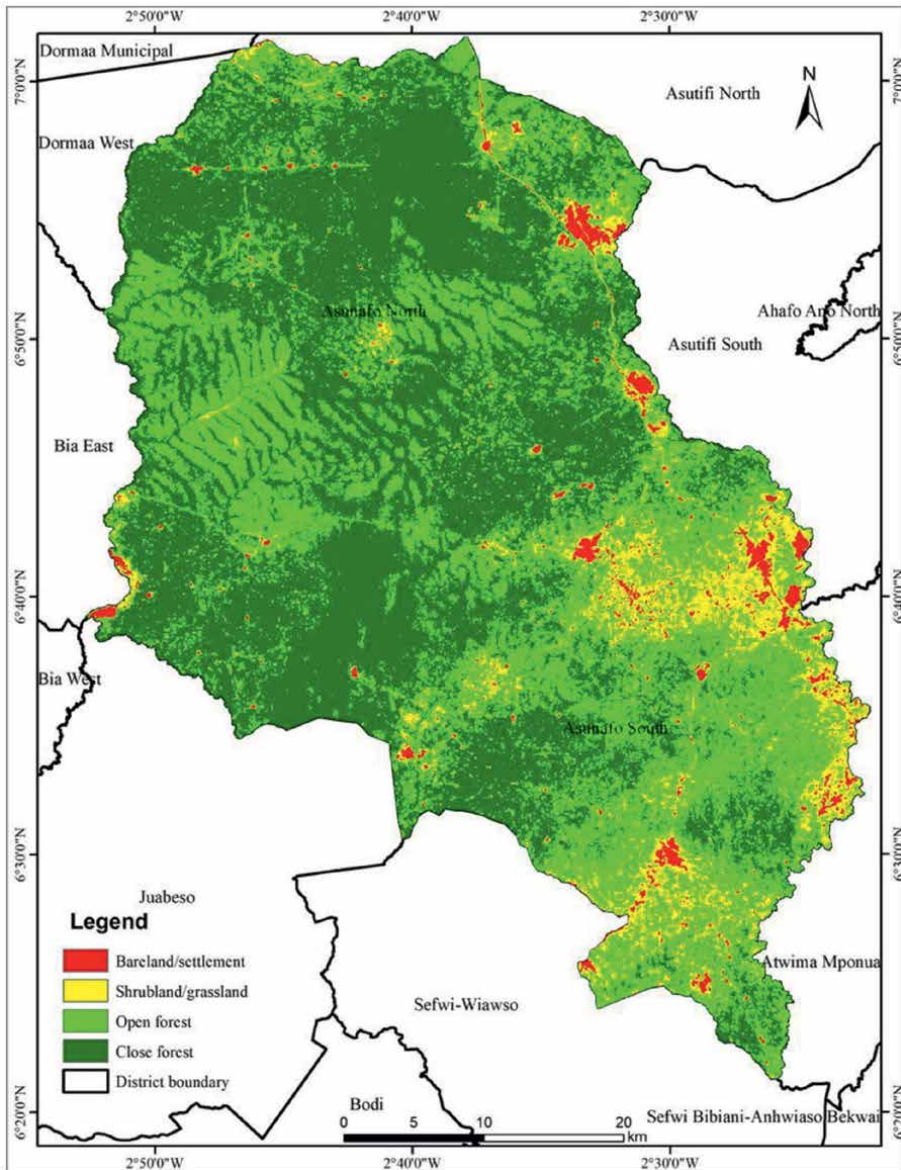 2°50'0"W
2°40'0"W
2°30'0"W
Dormaa Municipal
7°0'0"N
Asutifi North
N
7°0'0"N
Dormaa West
Asunafo North
Ahafo Ano North
6°50'0"N
Asutifi South
6°50'0"N
Bia East
6°40'0"N
6°40'0"N
Bia West
Asunafo South
6°30'0"N
6°30'0"N
Juabeso
Legend
Bareland/settlement
Shrubland/grassland
Open forest
Close forest
District boundary
Atwima Mponua
Sefwi-Wiawso
Bodi
Sefwi Bibiani-Anhwiaso Bekwai
0 5 10 20
km
6°20'0"N
6°20'0"N
2°50'0"W
2°40'0"W
2°30'0"W